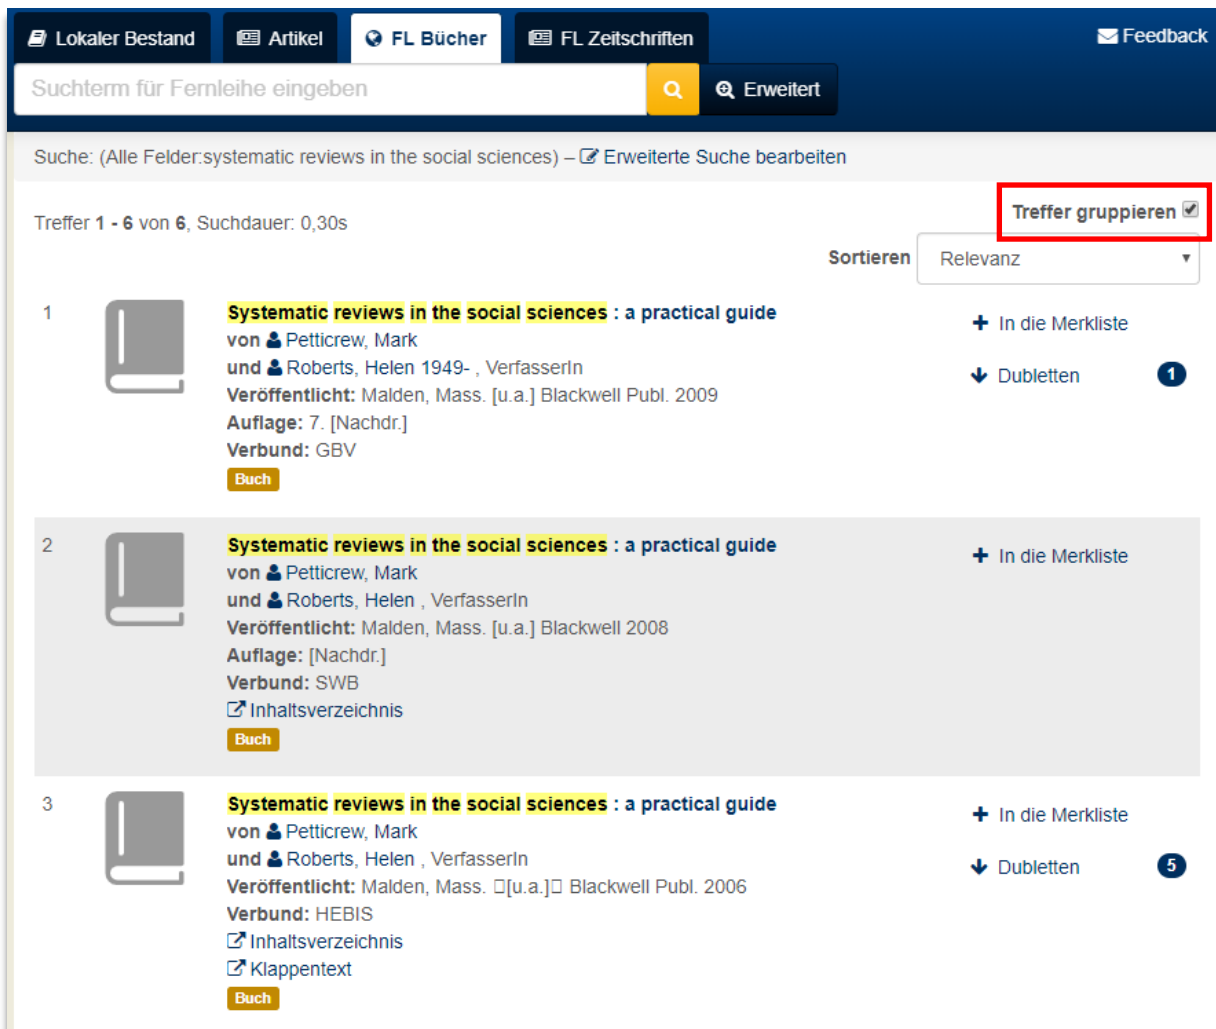 Lokaler Bestand Artikel FL Bücher FL Zeitschriften Feedback
Suchterm für Fernleihe eingeben Erweitert
Suche: (Alle Felder:systematic reviews in the social sciences) – Erweiterte Suche bearbeiten
Treffer gruppieren
Treffer 1 - 6 von 6, Suchdauer: 0,30s
Sortieren Relevanz
1 Systematic reviews in the social sciences : a practical guide
In die Merkliste
von Petticrew, Mark
und Roberts, Helen 1949- , VerfasserIn
Dubletten 1
Veröffentlicht: Malden, Mass. [u.a.] Blackwell Publ. 2009
Auflage: 7. [Nachdr.]
Verbund: GBV
Buch
2 Systematic reviews in the social sciences : a practical guide
In die Merkliste
von Petticrew, Mark
und Roberts, Helen , VerfasserIn
Veröffentlicht: Malden, Mass. [u.a.] Blackwell 2008
Auflage: [Nachdr.]
Verbund: SWB
Inhaltsverzeichnis
Buch
3 Systematic reviews in the social sciences : a practical guide
In die Merkliste
von Petticrew, Mark
und Roberts, Helen , VerfasserIn
Dubletten 5
Veröffentlicht: Malden, Mass. □[u.a.]□ Blackwell Publ. 2006
Verbund: HEBIS
Inhaltsverzeichnis
Klappentext
Buch